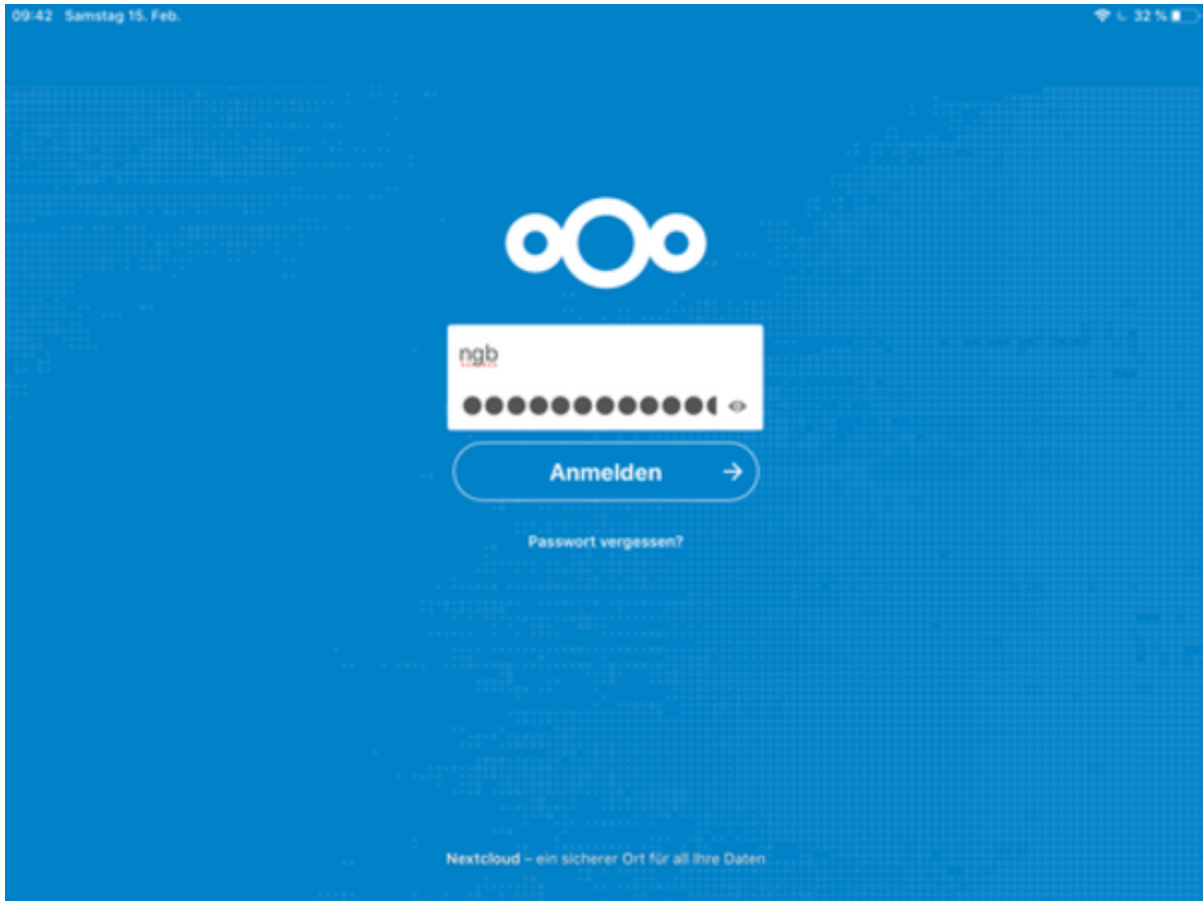 09:42 Samstag 15. Feb. 32 %
ngb
Anmelden
Passwort vergessen?
Nextcloud – ein sicherer Ort für all Ihre Daten